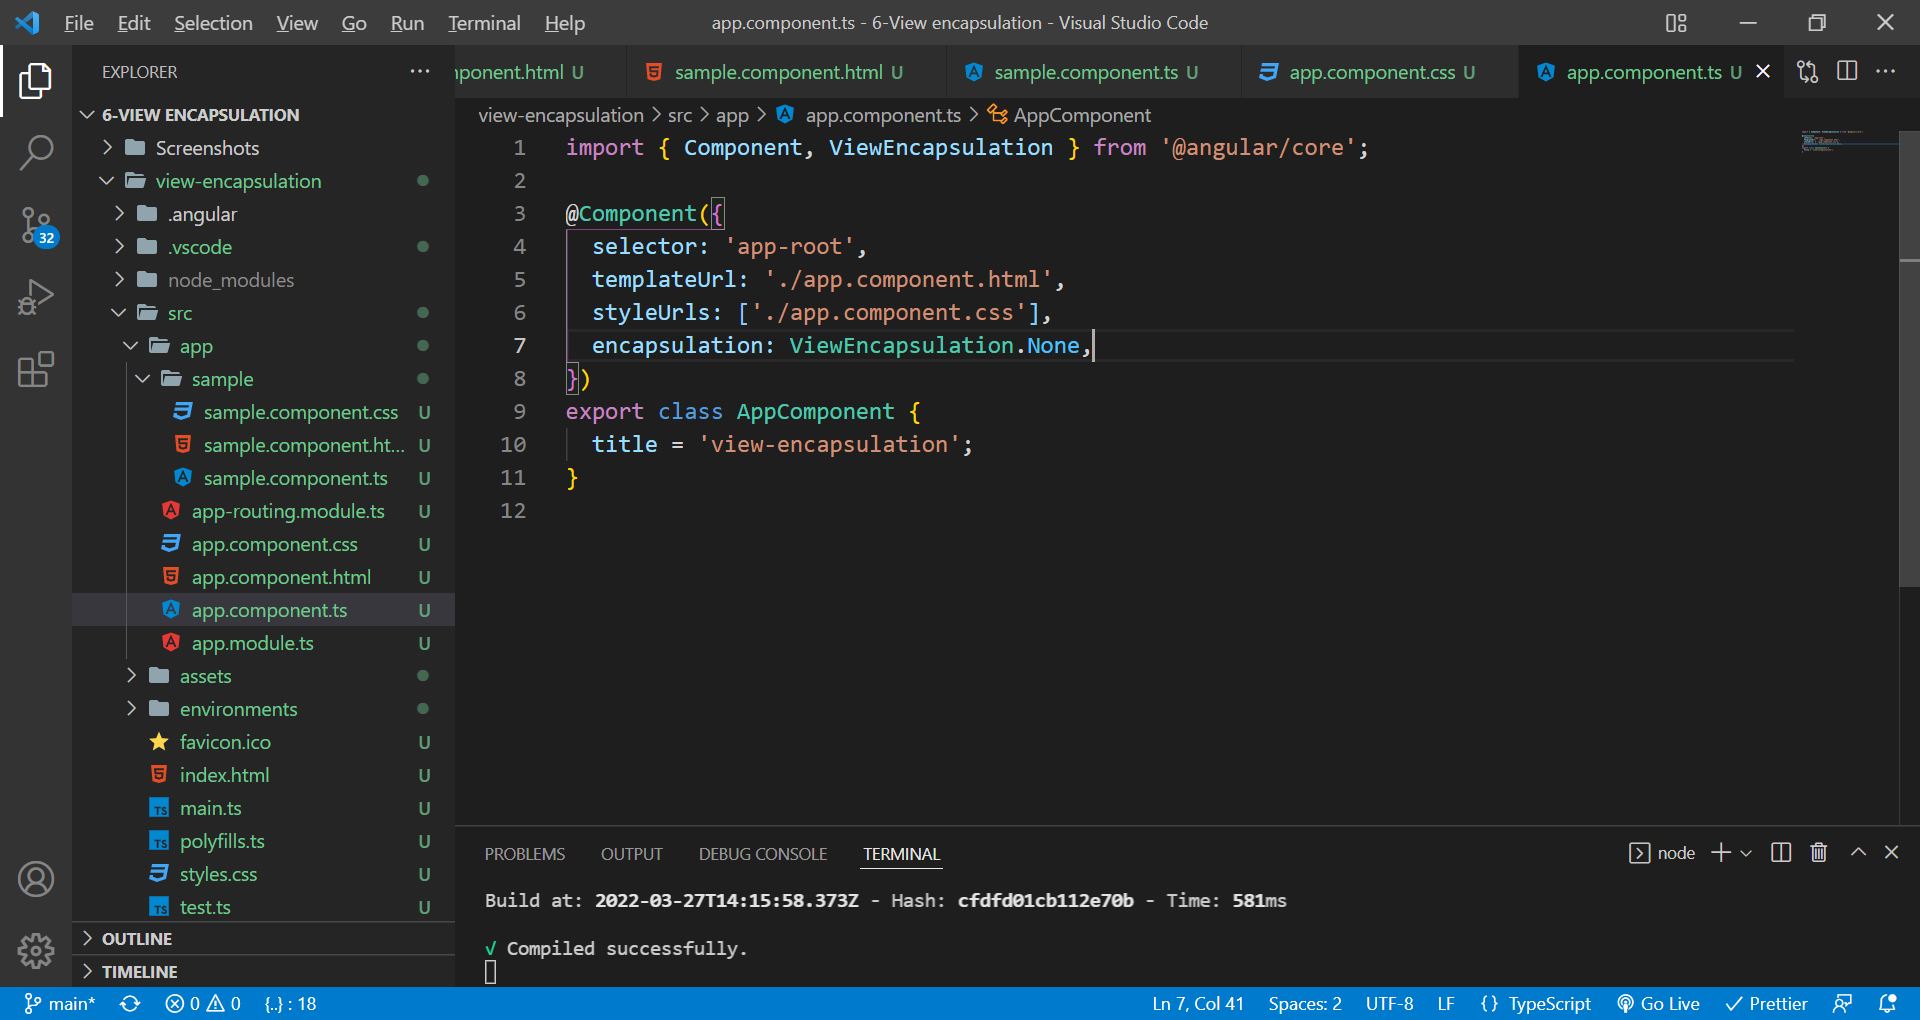 File Edit Selection View Go Run Terminal Help
app.component.ts - 6-View encapsulation - Visual Studio Code
EXPLORER
6-VIEW ENCAPSULATION
Screenshots
view-encapsulation
.angular
.vscode
node_modules
src
app
sample
sample.component.css U
sample.component.ht... U
sample.component.ts U
app-routing.module.ts U
app.component.css U
app.component.html U
app.component.ts U
app.module.ts U
assets
environments
favicon.ico U
index.html U
main.ts U
polyfills.ts U
styles.css U
test.ts U
OUTLINE
TIMELINE
32
ponent.html U
sample.component.html U
sample.component.ts U
app.component.css U
app.component.ts U
view-encapsulation > src > app > app.component.ts > AppComponent
1 import { Component, ViewEncapsulation } from '@angular/core';
2
3 @Component({
4 selector: 'app-root',
5 templateUrl: './app.component.html',
6 styleUrls: ['./app.component.css'],
7 encapsulation: ViewEncapsulation.None,
8 })
9 export class AppComponent {
10 title = 'view-encapsulation';
11 }
12
PROBLEMS OUTPUT DEBUG CONSOLE TERMINAL
node
Build at: 2022-03-27T14:15:58.373Z - Hash: cfdfd01cb112e70b - Time: 581ms
√ Compiled successfully.
main* 0 0 {..} : 18
Ln 7, Col 41 Spaces: 2 UTF-8 LF {} TypeScript Go Live Prettier